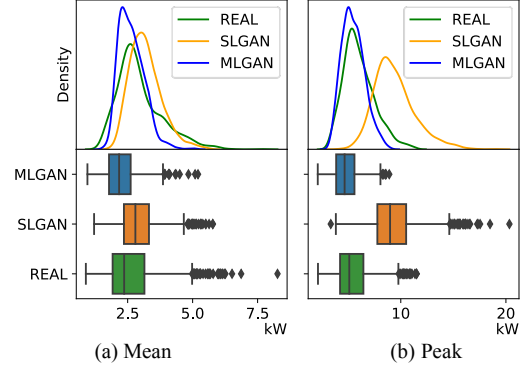 REAL
SLGAN
MLGAN
REAL
SLGAN
MLGAN
Density
MLGAN
SLGAN
REAL
2.5 5.0 7.5
kW
10 20
kW
(a) Mean
(b) Peak